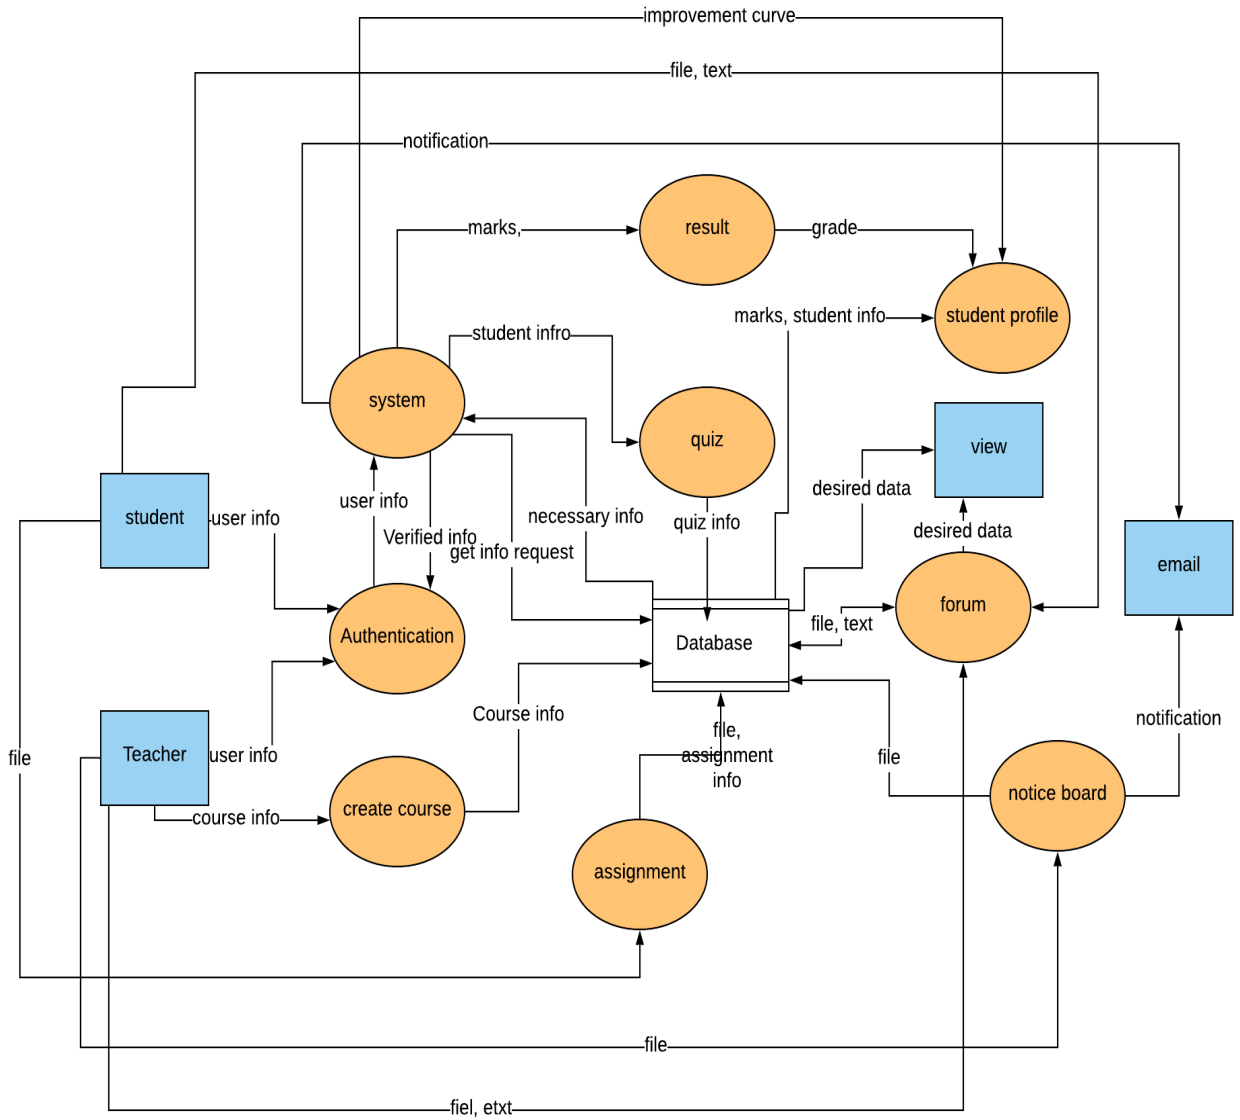 improvement curve
file, text
notification
marks,
result
grade
marks, student info
student profile
student infro
system
quiz
view
user info
desired data
student
user info
necessary info
quiz info
Verified info
get info request
desired data
email
forum
Authentication
Database
file, text
Course info
file,
assignment
info
notification
file
Teacher
user info
file
create course
course info
notice board
assignment
file
fiel, etxt